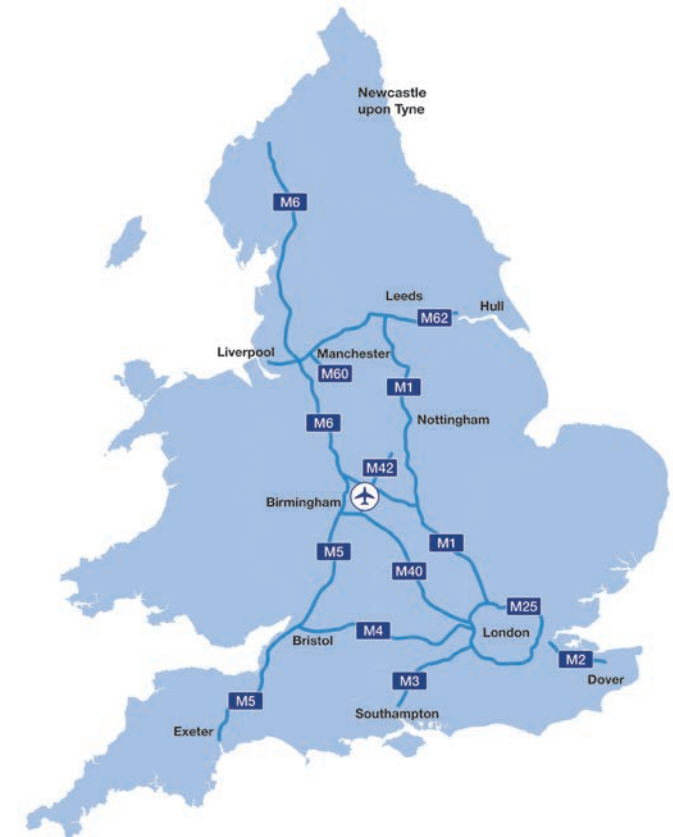 Newcastle
upon Tyne
M6
Leeds
Hull
M62
Liverpool
Manchester
M60
M1
M6
Nottingham
M42
Birmingham
M1
M5
M40
M25
M4
London
Bristol
M2
Dover
M3
M5
Southampton
Exeter